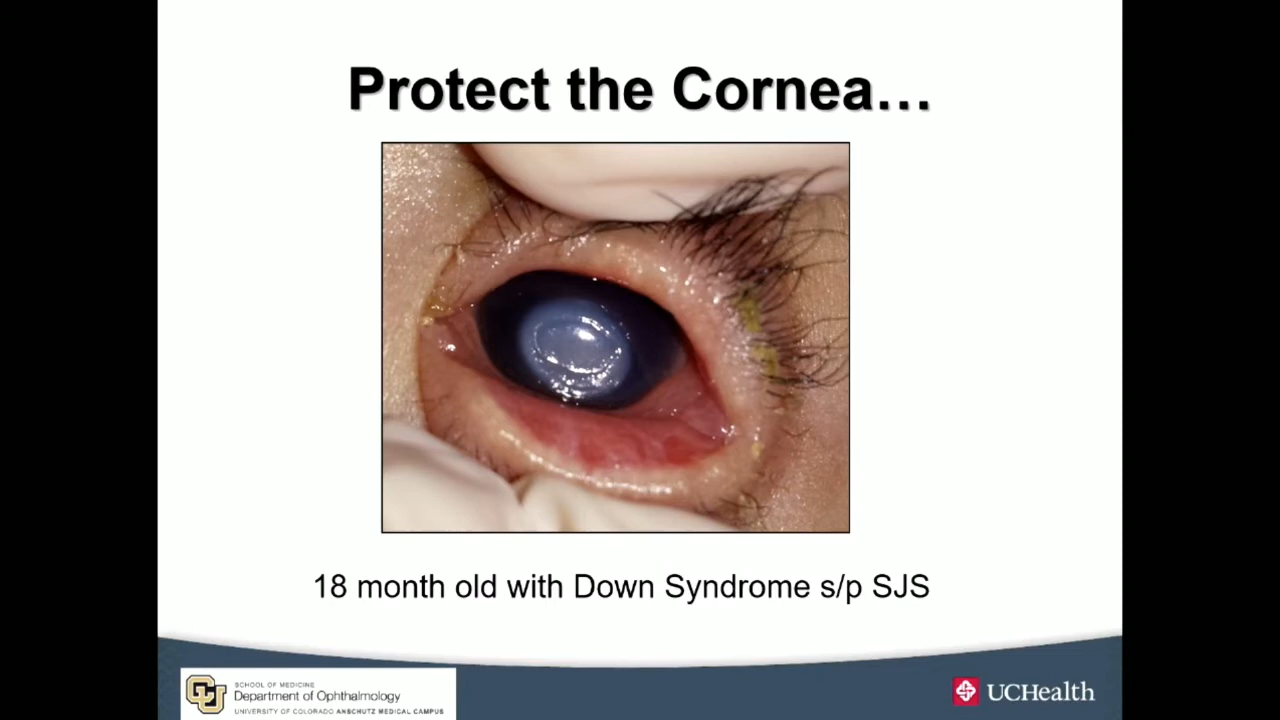 Protect the Cornea…
18 month old with Down Syndrome s/p SJS
CU
SCHOOL OF MEDICINE
Department of Ophthalmology
UNIVERSITY OF COLORADO ANSCHUTZ MEDICAL CAMPUS
UCHealth